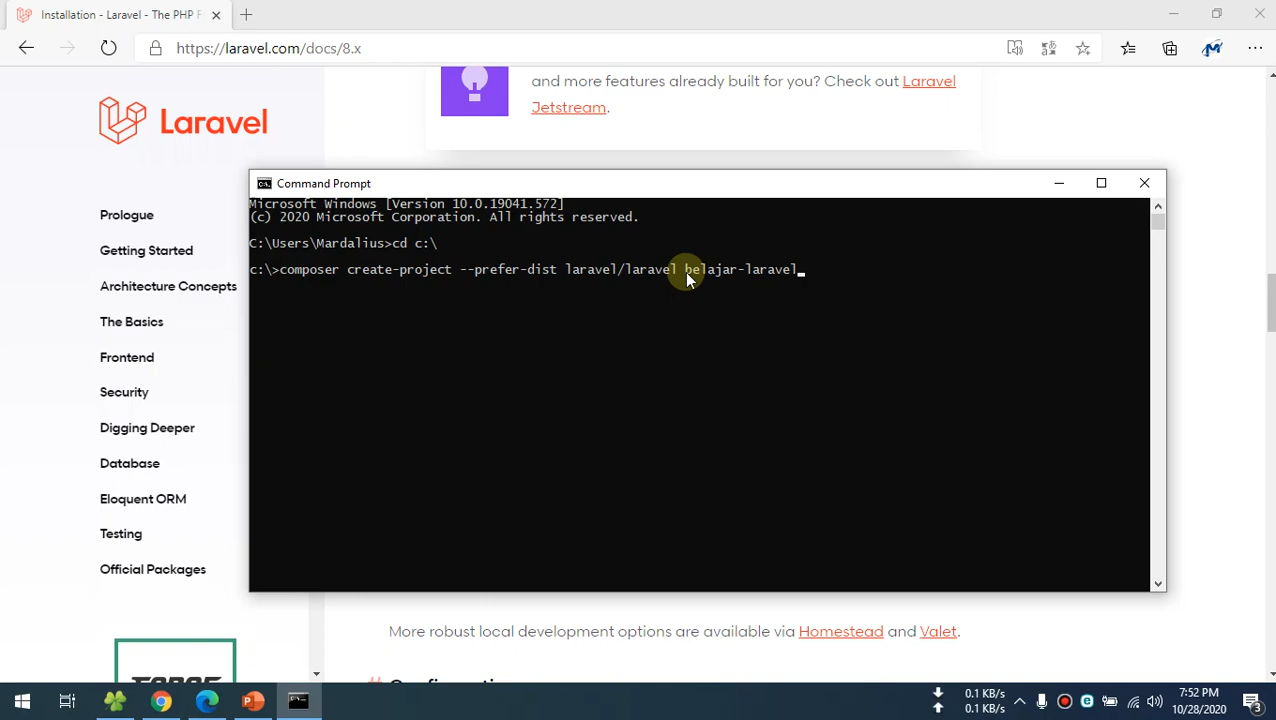 Installation - Laravel - The PHP F
https://laravel.com/docs/8.x
and more features already built for you? Check out Laravel
Jetstream.
Laravel
Prologue
Getting Started
Architecture Concepts
The Basics
Frontend
Security
Digging Deeper
Database
Eloquent ORM
Testing
Official Packages
Command Prompt
Microsoft Windows [Version 10.0.19041.572]
(c) 2020 Microsoft Corporation. All rights reserved.
C:\Users\Mardalius>cd c:\
c:\>composer create-project --prefer-dist laravel/laravel belajar-laravel
More robust local development options are available via Homestead and Valet.
0.1 KB/s
0.1 KB/s
7:52 PM
10/28/2020
3